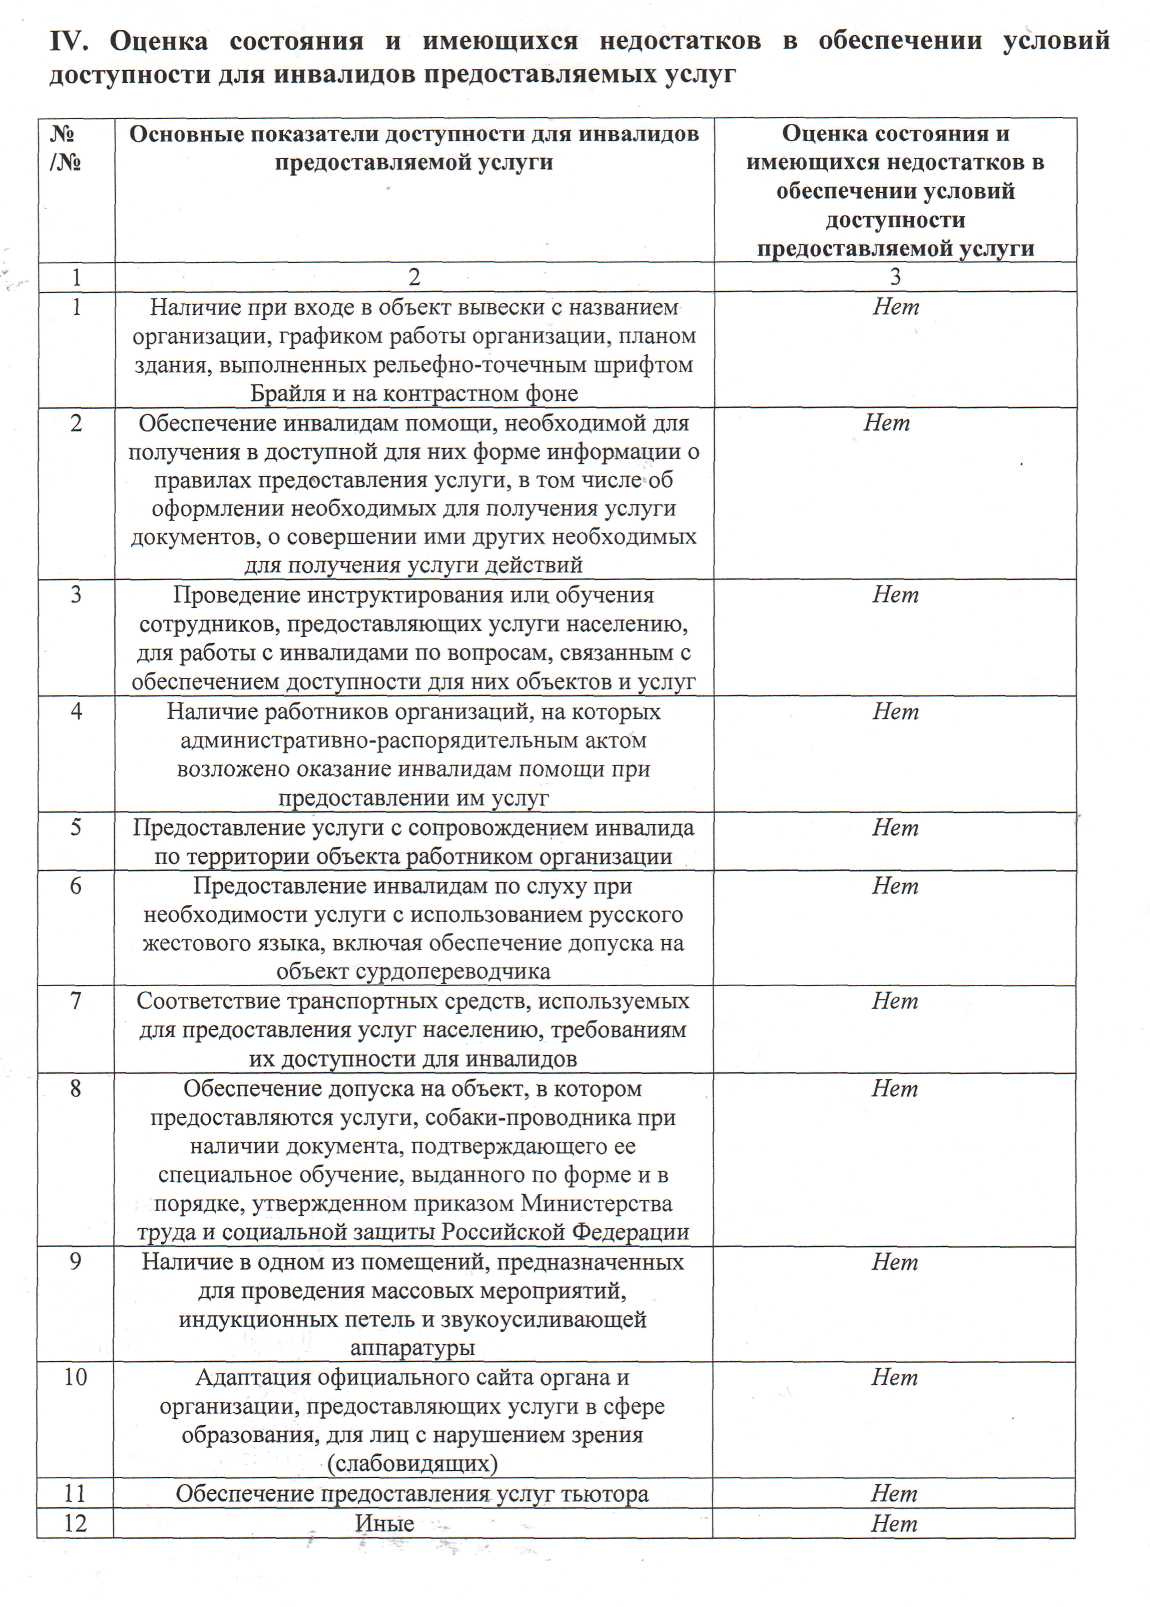 IV. Оценка состояния и имеющихся недостатков в обеспечении условий
доступности для инвалидов предоставляемых услуг
№
/№
Основные показатели доступности для инвалидов
предоставляемой услуги
Оценка состояния и
имеющихся недостатков в
обеспечении условий
доступности
предоставляемой услуги
1
2
3
1
Наличие при входе в объект вывески с названием
организации, графиком работы организации, планом
здания, выполненных рельефно-точечным шрифтом
Брайля и на контрастном фоне
Нет
2
Обеспечение инвалидам помощи, необходимой для
получения в доступной для них форме информации о
правилах предоставления услуги, в том числе об
оформлении необходимых для получения услуги
документов, о совершении ими других необходимых
для получения услуги действий
Нет
3
Проведение инструктирования или обучения
сотрудников, предоставляющих услуги населению,
для работы с инвалидами по вопросам, связанным с
обеспечением доступности для них объектов и услуг
Нет
4
Наличие работников организаций, на которых
административно-распорядительным актом
возложено оказание инвалидам помощи при
предоставлении им услуг
Нет
5
Предоставление услуги с сопровождением инвалида
по территории объекта работником организации
Нет
6
Предоставление инвалидам по слуху при
необходимости услуги с использованием русского
жестового языка, включая обеспечение допуска на
объект сурдопереводчика
Нет
7
Соответствие транспортных средств, используемых
для предоставления услуг населению, требованиям
их доступности для инвалидов
Нет
8
Обеспечение допуска на объект, в котором
предоставляются услуги, собаки-проводника при
наличии документа, подтверждающего ее
специальное обучение, выданного по форме и в
порядке, утвержденном приказом Министерства
труда и социальной защиты Российской Федерации
Нет
9
Наличие в одном из помещений, предназначенных
для проведения массовых мероприятий,
индукционных петель и звукоусиливающей
аппаратуры
Нет
10
Адаптация официального сайта органа и
организации, предоставляющих услуги в сфере
образования, для лиц с нарушением зрения
(слабовидящих)
Нет
11
Обеспечение предоставления услуг тьютора
Нет
12
Иные
Нет